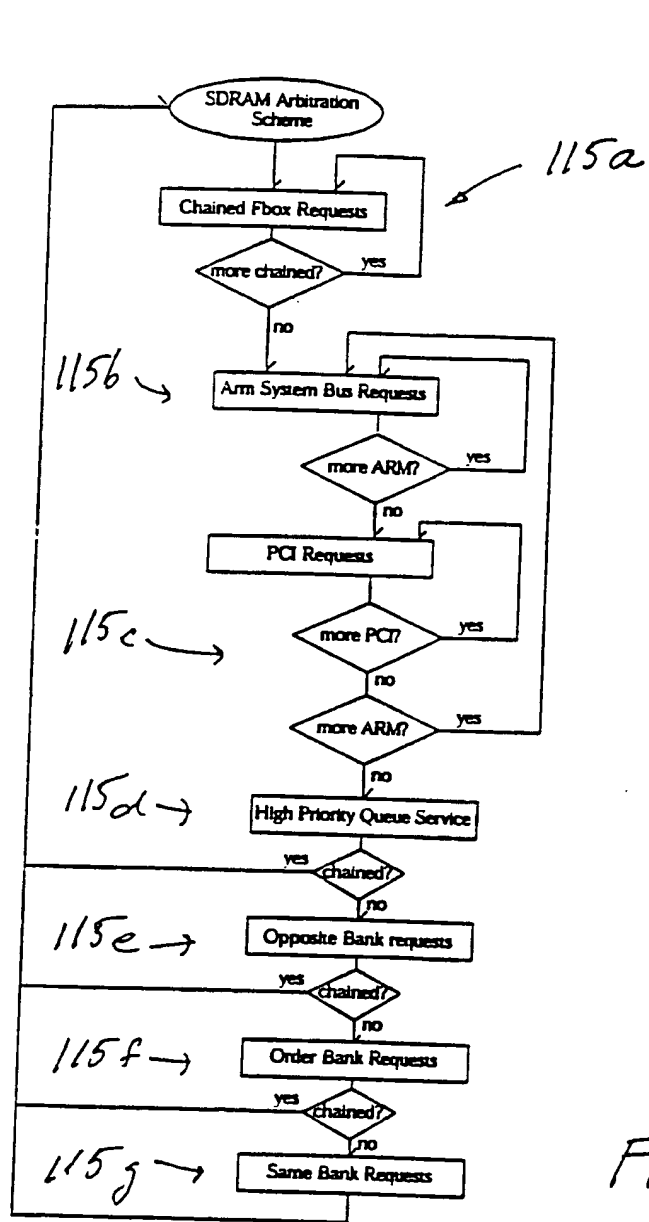 SDRAM Arbitration
Scheme
115a
Chained Fbox Requests
more chained?
yes
no
115b
Arm System Bus Requests
more ARM?
yes
no
PCI Requests
115c
more PCI?
yes
no
more ARM?
yes
no
115d
High Priority Queue Service
yes
chained?
no
115e
Opposite Bank requests
yes
chained?
no
115f
Order Bank Requests
yes
chained?
no
115g
Same Bank Requests